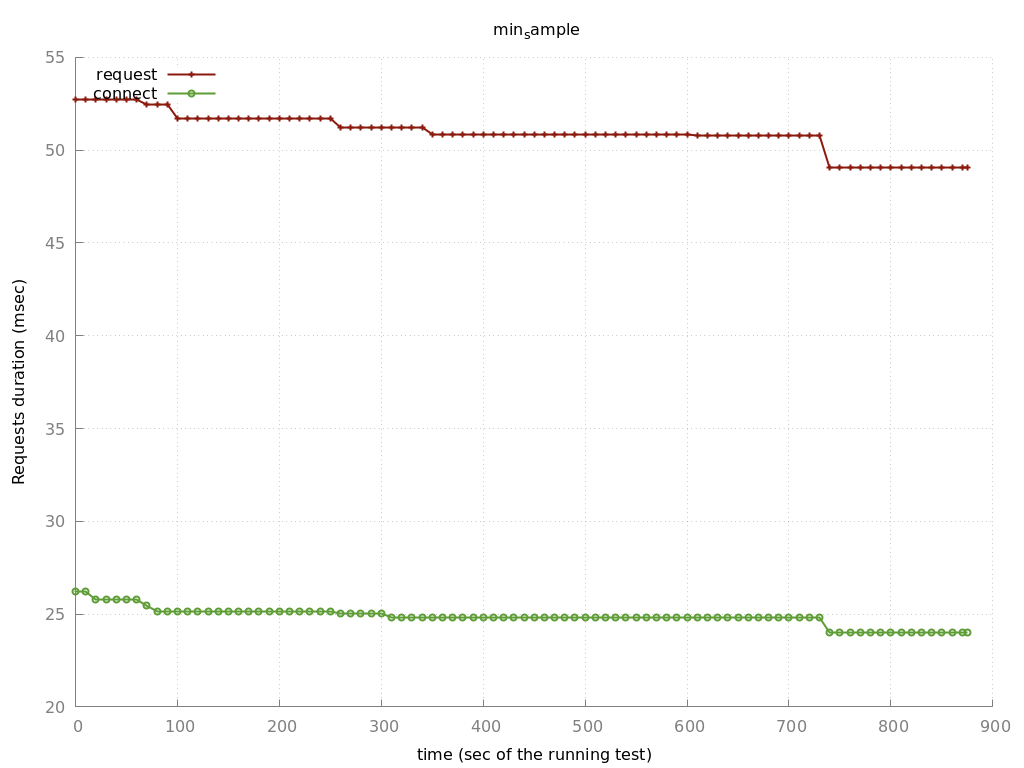 min_sample
55
request
connect
50
45
40
35
30
25
20
Requests duration (msec)
0 100 200 300 400 500 600 700 800 900
time (sec of the running test)